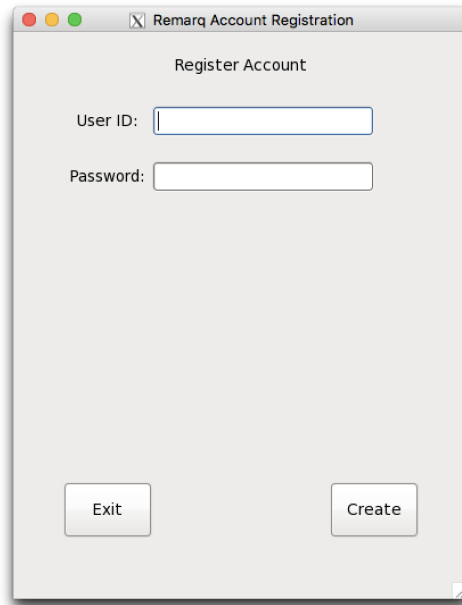 Remarq Account Registration
Register Account
User ID:
Password:
Exit
Create